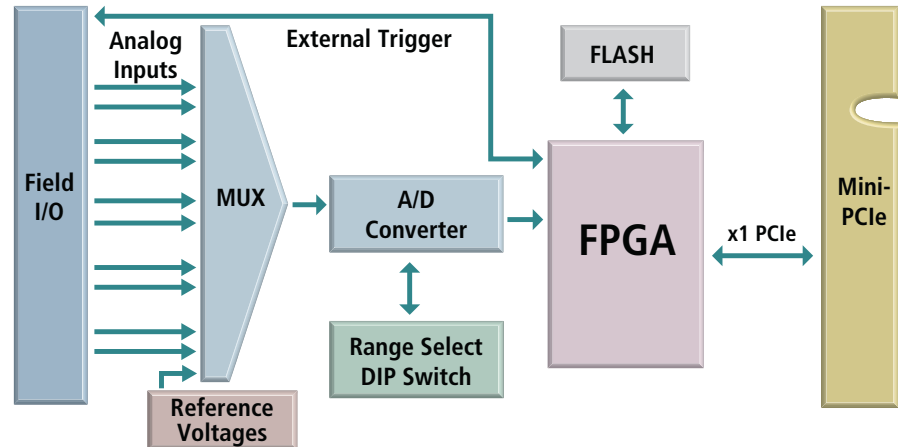 Analog
Inputs
External Trigger
FLASH
Field
I/O
MUX
A/D
Converter
FPGA
x1 PCIe
Mini-
PCIe
Range Select
DIP Switch
Reference
Voltages